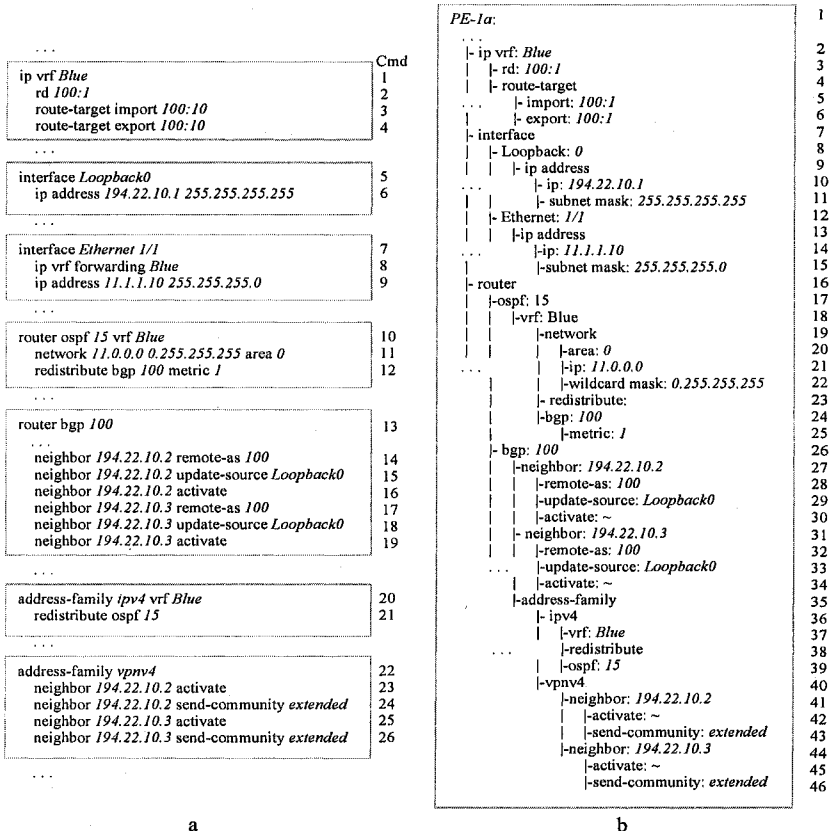 . . .
Cmd
ip vrf Blue 1
rd 100:1 2
route-target import 100:10 3
route-target export 100:10 4
. . .
interface Loopback0 5
ip address 194.22.10.1 255.255.255.255 6
. . .
interface Ethernet 1/1 7
ip vrf forwarding Blue 8
ip address 11.1.1.10 255.255.255.0 9
. . .
router ospf 15 vrf Blue 10
network 11.0.0.0 0.255.255.255 area 0 11
redistribute bgp 100 metric 1 12
. . .
router bgp 100 13
. . .
neighbor 194.22.10.2 remote-as 100 14
neighbor 194.22.10.2 update-source Loopback0 15
neighbor 194.22.10.2 activate 16
neighbor 194.22.10.3 remote-as 100 17
neighbor 194.22.10.3 update-source Loopback0 18
neighbor 194.22.10.3 activate 19
. . .
address-family ipv4 vrf Blue 20
redistribute ospf 15 21
. . .
address-family vpnv4 22
neighbor 194.22.10.2 activate 23
neighbor 194.22.10.2 send-community extended 24
neighbor 194.22.10.3 activate 25
neighbor 194.22.10.3 send-community extended 26
. . .
a
PE-1a: 1
. . .
|- ip vrf: Blue 2
| |- rd: 100:1 3
| |- route-target 4
. . . |- import: 100:1 5
| |- export: 100:1 6
|- interface 7
| |- Loopback: 0 8
| | |- ip address 9
. . . |- ip: 194.22.10.1 10
| | |- subnet mask: 255.255.255.255 11
| |- Ethernet: 1/1 12
| | |-ip address 13
. . . |-ip: 11.1.1.10 14
| |-subnet mask: 255.255.255.0 15
|- router 16
| |-ospf: 15 17
| | |-vrf: Blue 18
| | |-network 19
| | | |-area: 0 20
. . . | |-ip: 11.0.0.0 21
| | |-wildcard mask: 0.255.255.255 22
| |- redistribute: 23
| |-bgp: 100 24
| |-metric: 1 25
|- bgp: 100 26
| |-neighbor: 194.22.10.2 27
| | |-remote-as: 100 28
| | |-update-source: Loopback0 29
| | |-activate: ~ 30
| |- neighbor: 194.22.10.3 31
| | |-remote-as: 100 32
. . . |-update-source: Loopback0 33
| |-activate: ~ 34
|-address-family 35
|- ipv4 36
| |-vrf: Blue 37
. . . |-redistribute 38
| |-ospf: 15 39
|-vpnv4 40
|-neighbor: 194.22.10.2 41
| |-activate: ~ 42
| |-send-community: extended 43
|-neighbor: 194.22.10.3 44
|-activate: ~ 45
|-send-community: extended 46
b